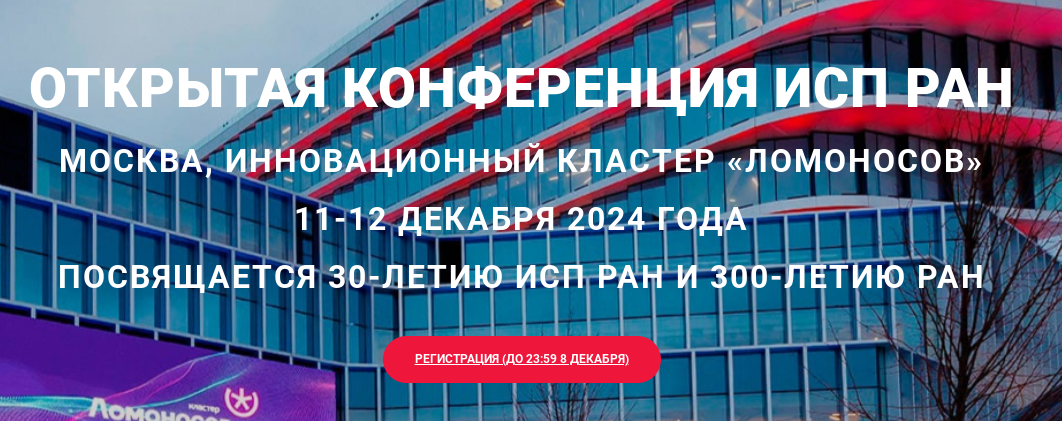 ОТКРЫТАЯ КОНФЕРЕНЦИЯ ИСП РАН
МОСКВА, ИННОВАЦИОННЫЙ КЛАСТЕР «ЛОМОНОСОВ»
11-12 ДЕКАБРЯ 2024 ГОДА
ПОСВЯЩАЕТСЯ 30-ЛЕТИЮ ИСП РАН И 300-ЛЕТИЮ РАН
РЕГИСТРАЦИЯ (ДО 23:59 8 ДЕКАБРЯ)
кластер
Ломоносов